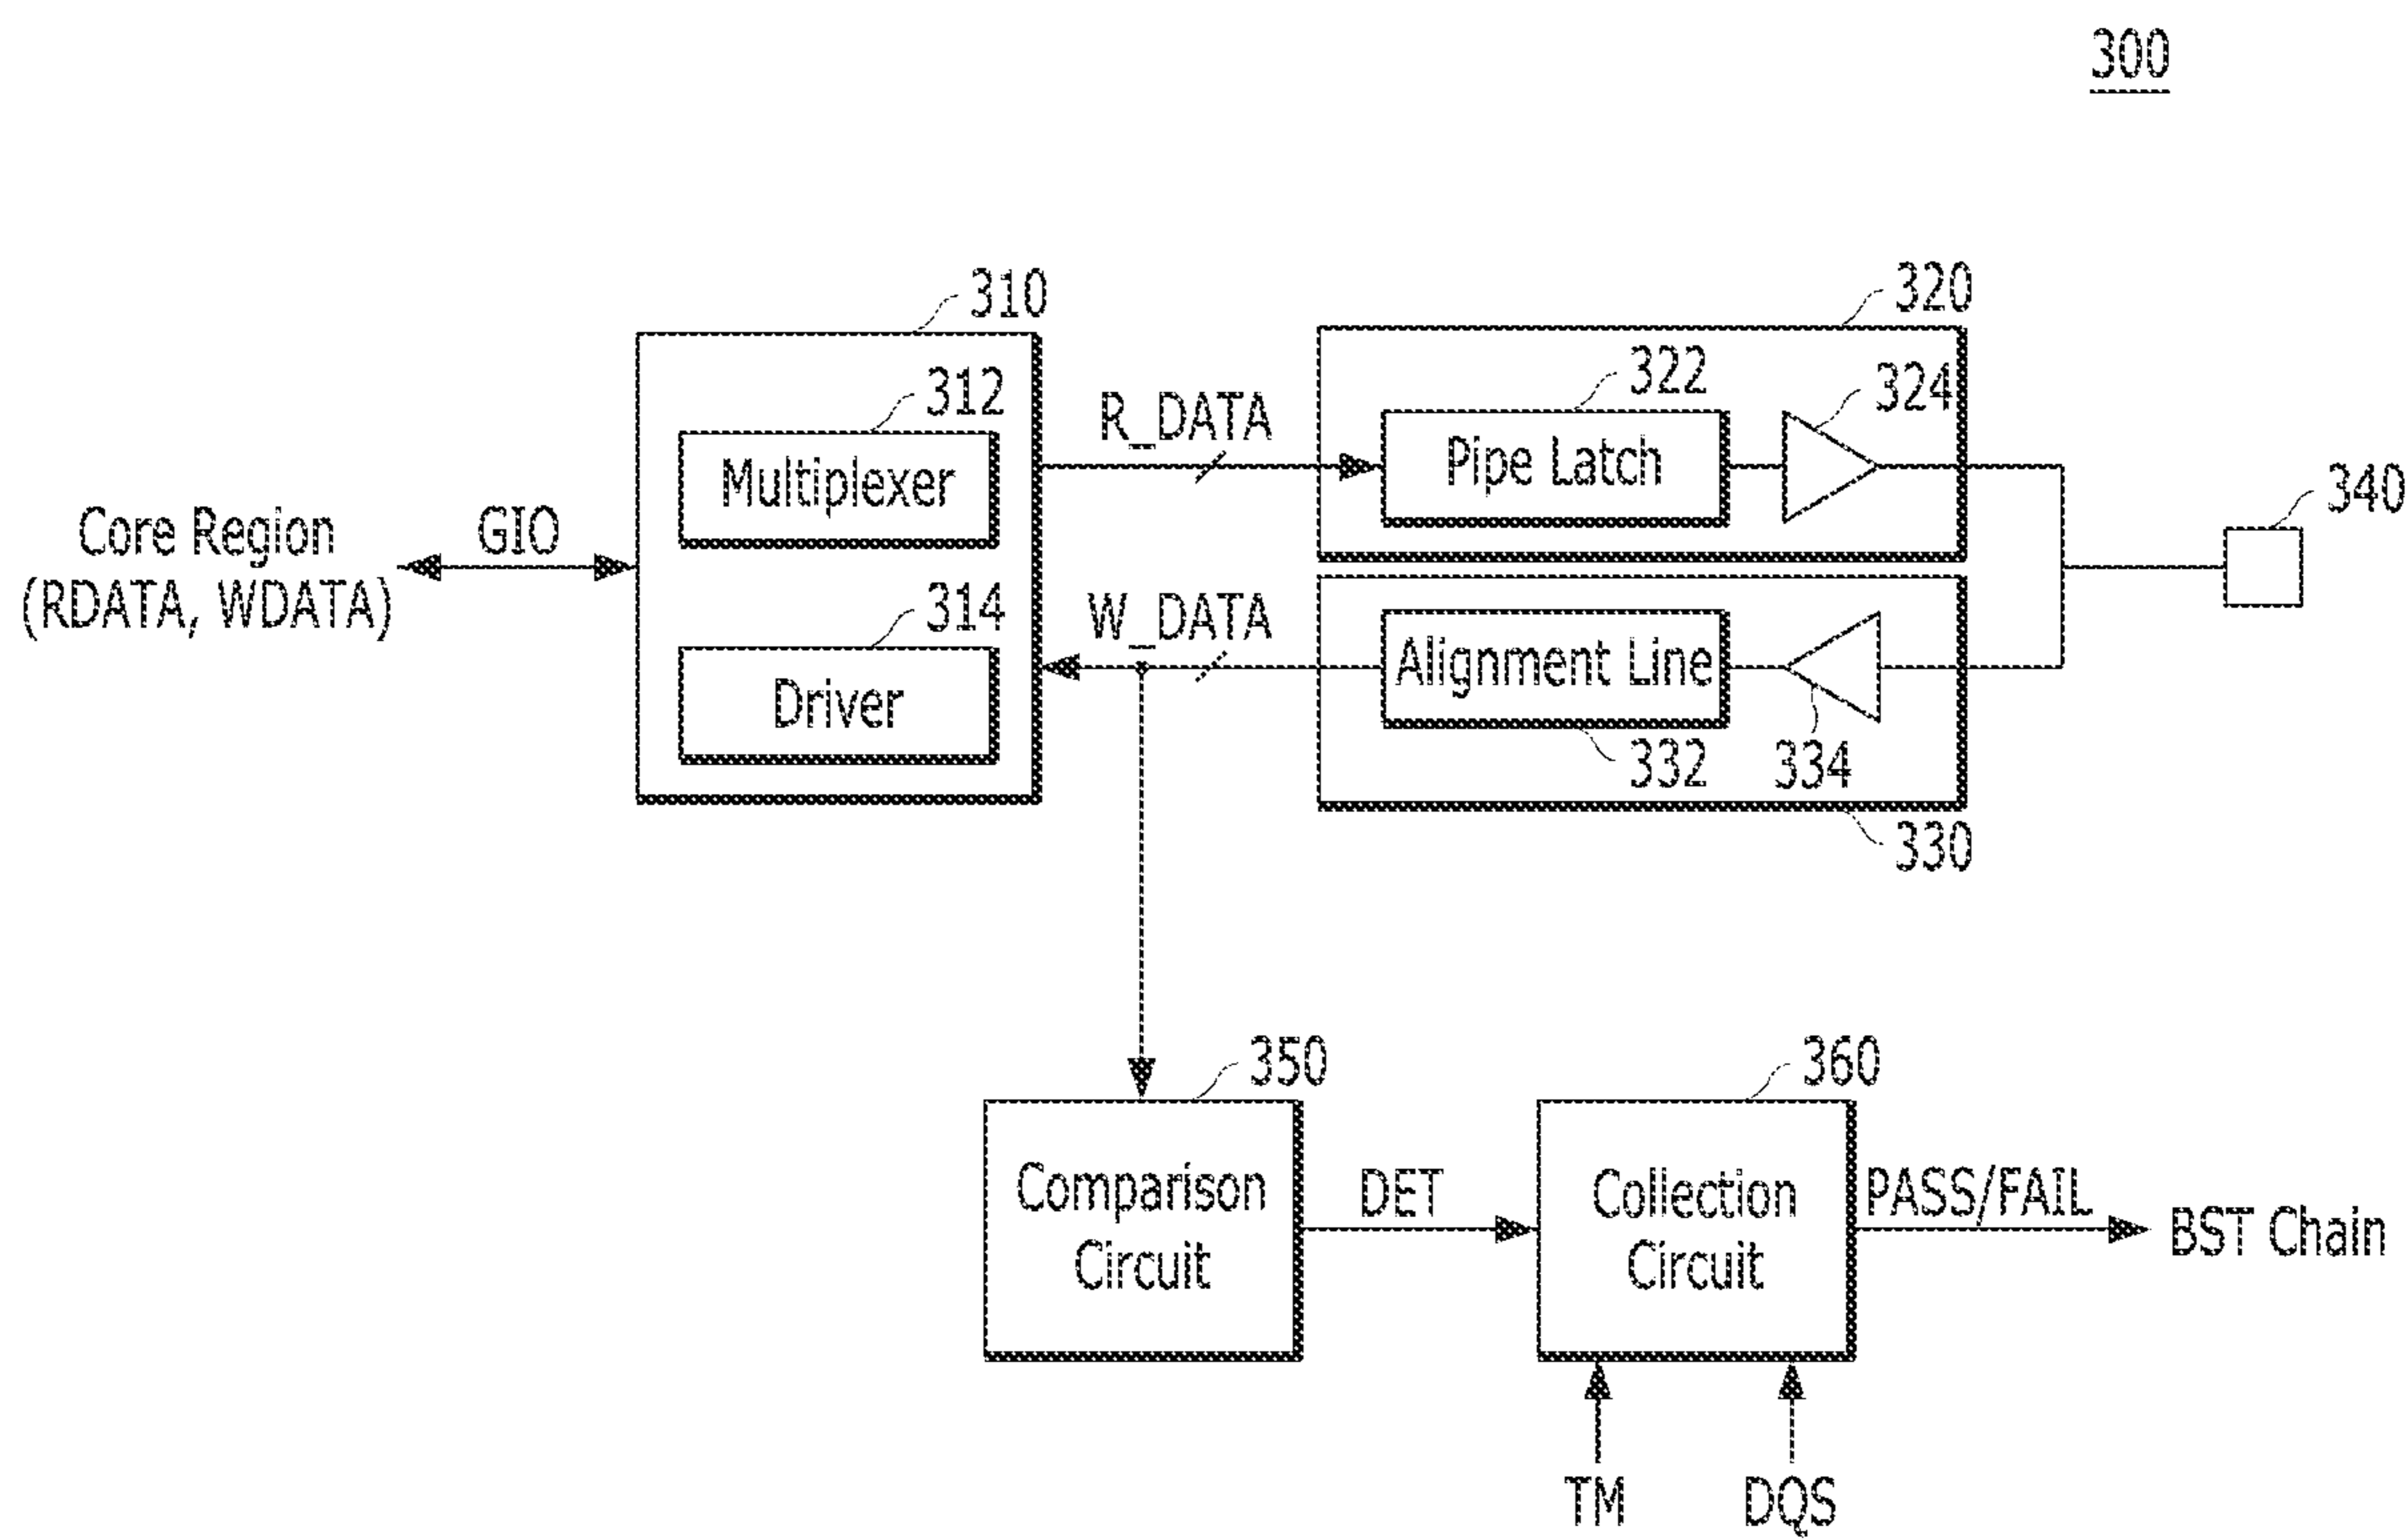 300
310
320
312
322
324
R_DATA
Multiplexer
Pipe Latch
340
Core Region
(RDATA, WDATA)
GIO
314
W_DATA
Driver
Alignment Line
332
334
330
350
360
Comparison
Circuit
DET
Collection
Circuit
PASS/FAIL
BST Chain
TM
DQS